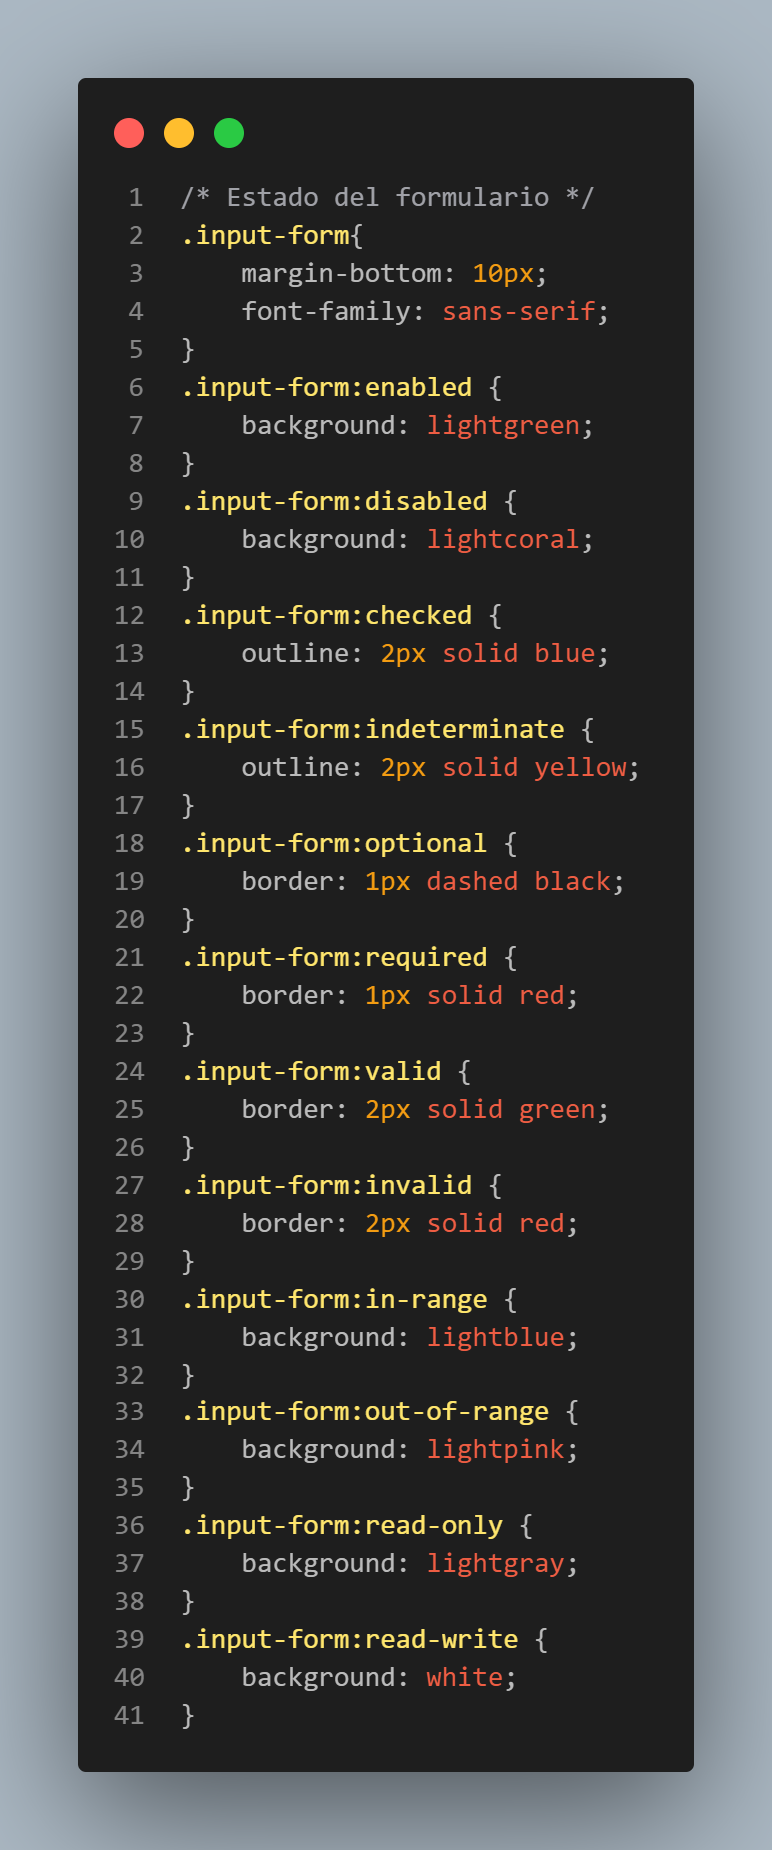 1 /* Estado del formulario */
2 .input-form{
3     margin-bottom: 10px;
4     font-family: sans-serif;
5 }
6 .input-form:enabled {
7     background: lightgreen;
8 }
9 .input-form:disabled {
10     background: lightcoral;
11 }
12 .input-form:checked {
13     outline: 2px solid blue;
14 }
15 .input-form:indeterminate {
16     outline: 2px solid yellow;
17 }
18 .input-form:optional {
19     border: 1px dashed black;
20 }
21 .input-form:required {
22     border: 1px solid red;
23 }
24 .input-form:valid {
25     border: 2px solid green;
26 }
27 .input-form:invalid {
28     border: 2px solid red;
29 }
30 .input-form:in-range {
31     background: lightblue;
32 }
33 .input-form:out-of-range {
34     background: lightpink;
35 }
36 .input-form:read-only {
37     background: lightgray;
38 }
39 .input-form:read-write {
40     background: white;
41 }